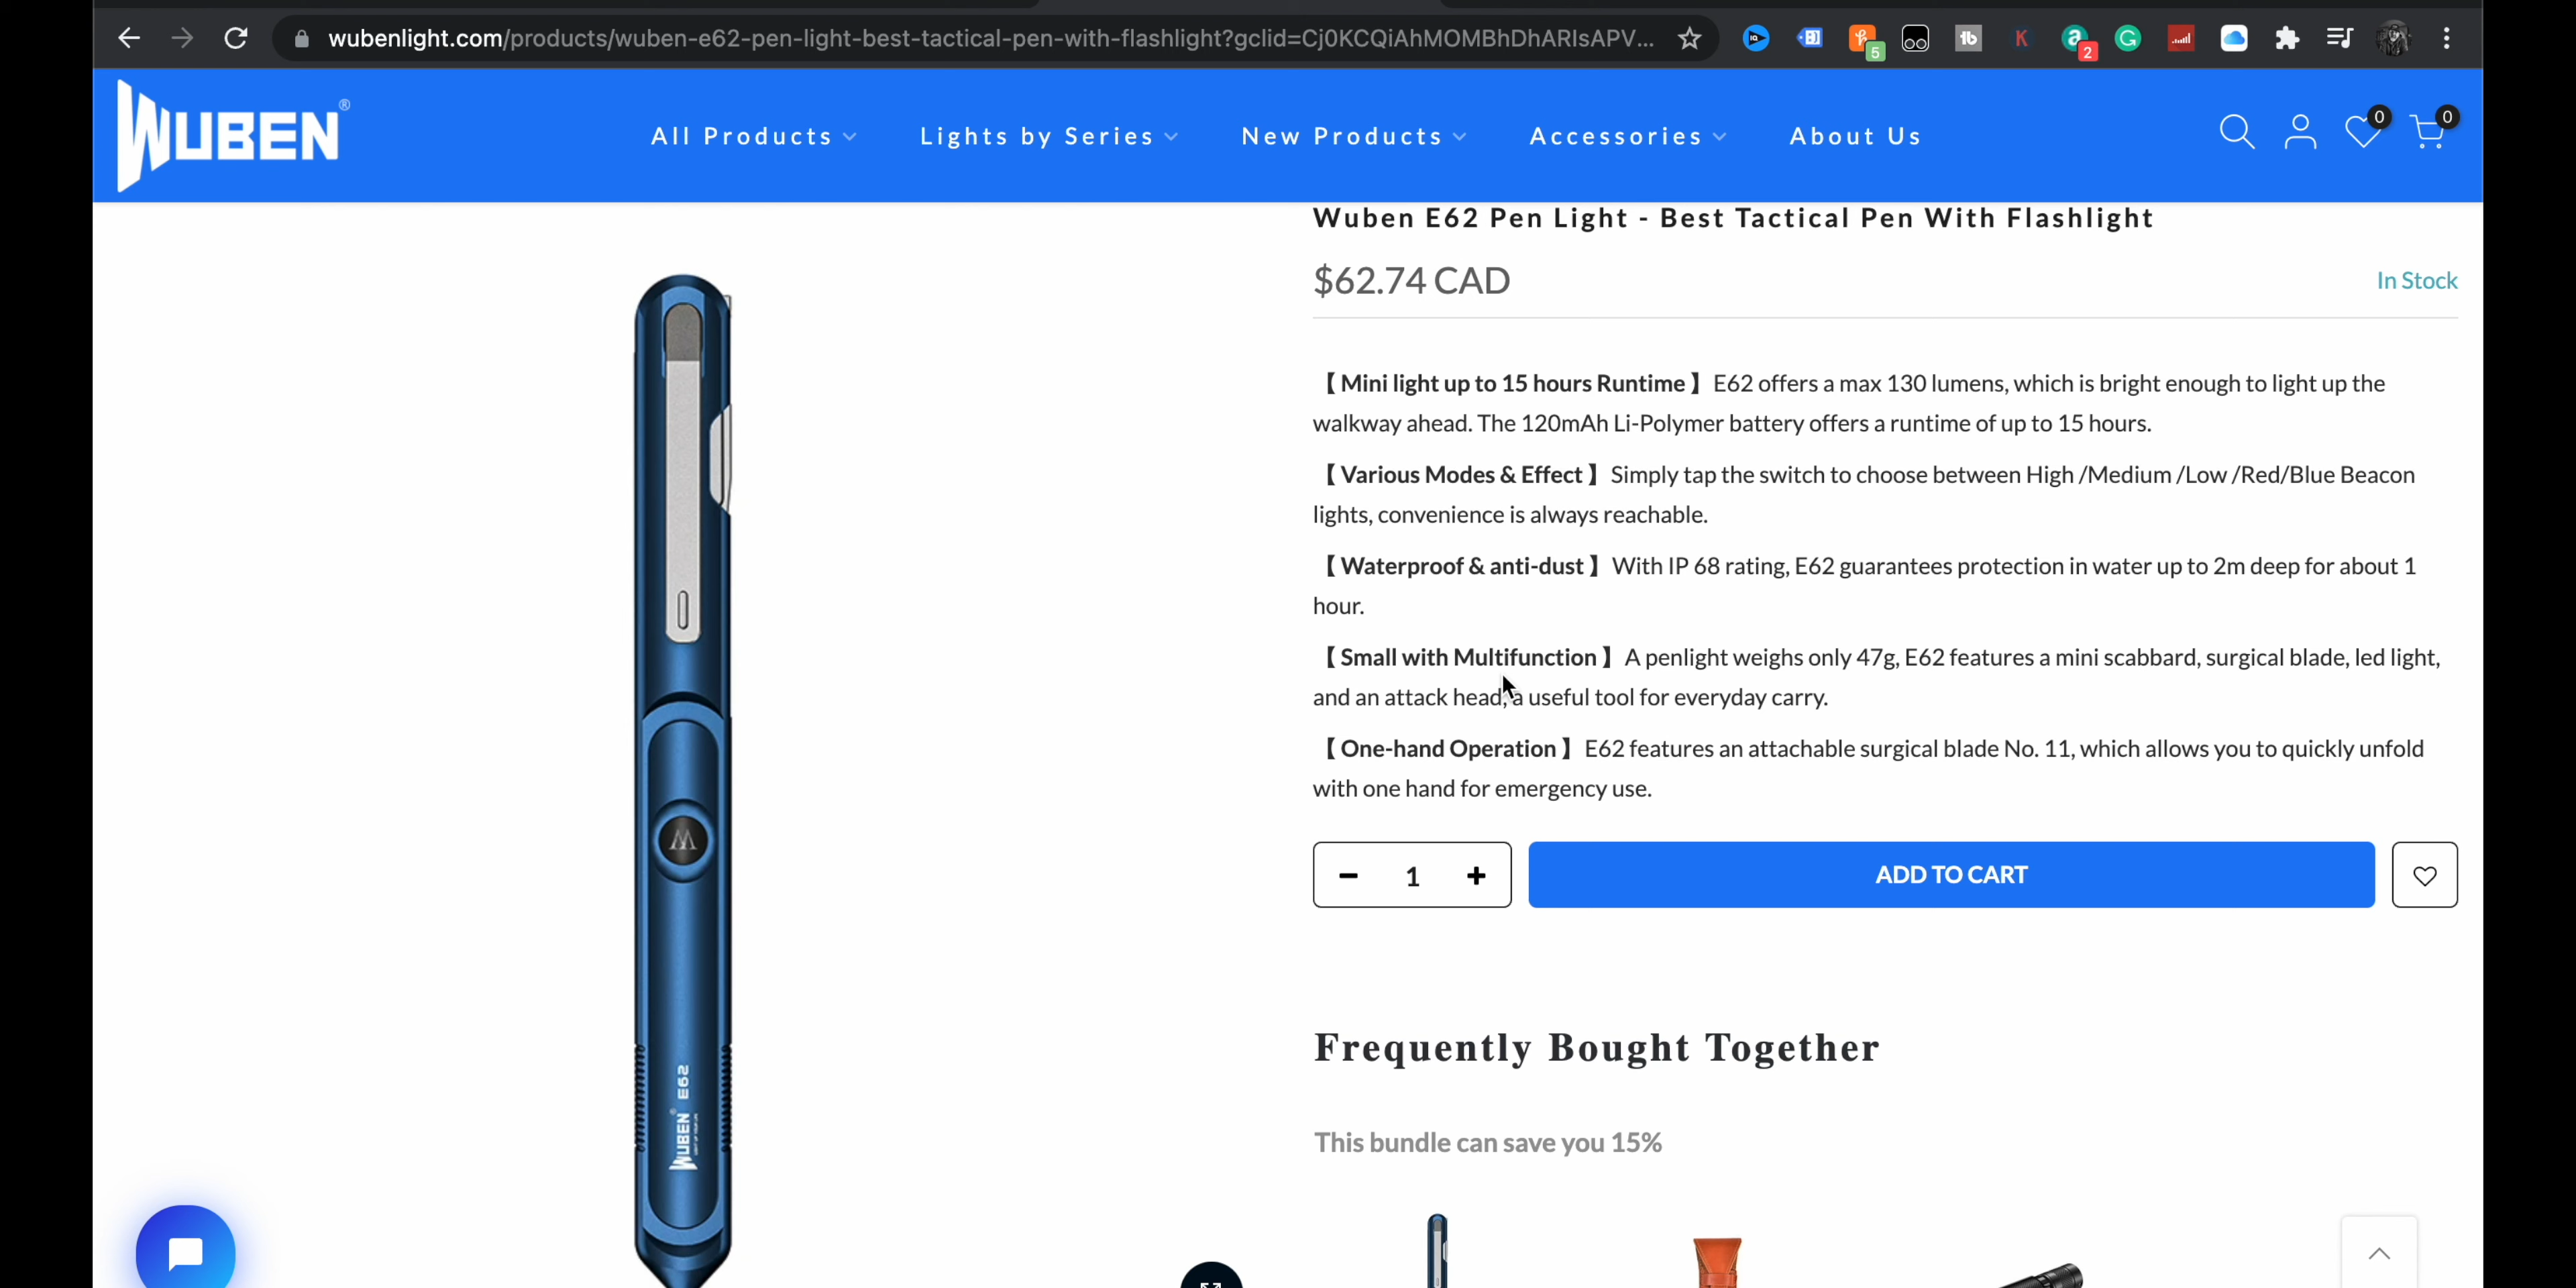 wubenlight.com/products/wuben-e62-pen-light-best-tactical-pen-with-flashlight?gclid=Cj0KCQiAhMOMBhDhARIsAPV...
5
tb
K
a
2
G
WUBEN®
All Products
Lights by Series
New Products
Accessories
About Us
0
0
Wuben E62 Pen Light - Best Tactical Pen With Flashlight
$62.74 CAD
In Stock
【 Mini light up to 15 hours Runtime 】E62 offers a max 130 lumens, which is bright enough to light up the
walkway ahead. The 120mAh Li-Polymer battery offers a runtime of up to 15 hours.
【 Various Modes & Effect 】Simply tap the switch to choose between High /Medium /Low /Red/Blue Beacon
lights, convenience is always reachable.
【 Waterproof & anti-dust 】With IP 68 rating, E62 guarantees protection in water up to 2m deep for about 1
hour.
【 Small with Multifunction 】A penlight weighs only 47g, E62 features a mini scabbard, surgical blade, led light,
and an attack head, a useful tool for everyday carry.
【 One-hand Operation 】E62 features an attachable surgical blade No. 11, which allows you to quickly unfold
with one hand for emergency use.
1
ADD TO CART
W
WUBEN® E62
Frequently Bought Together
This bundle can save you 15%